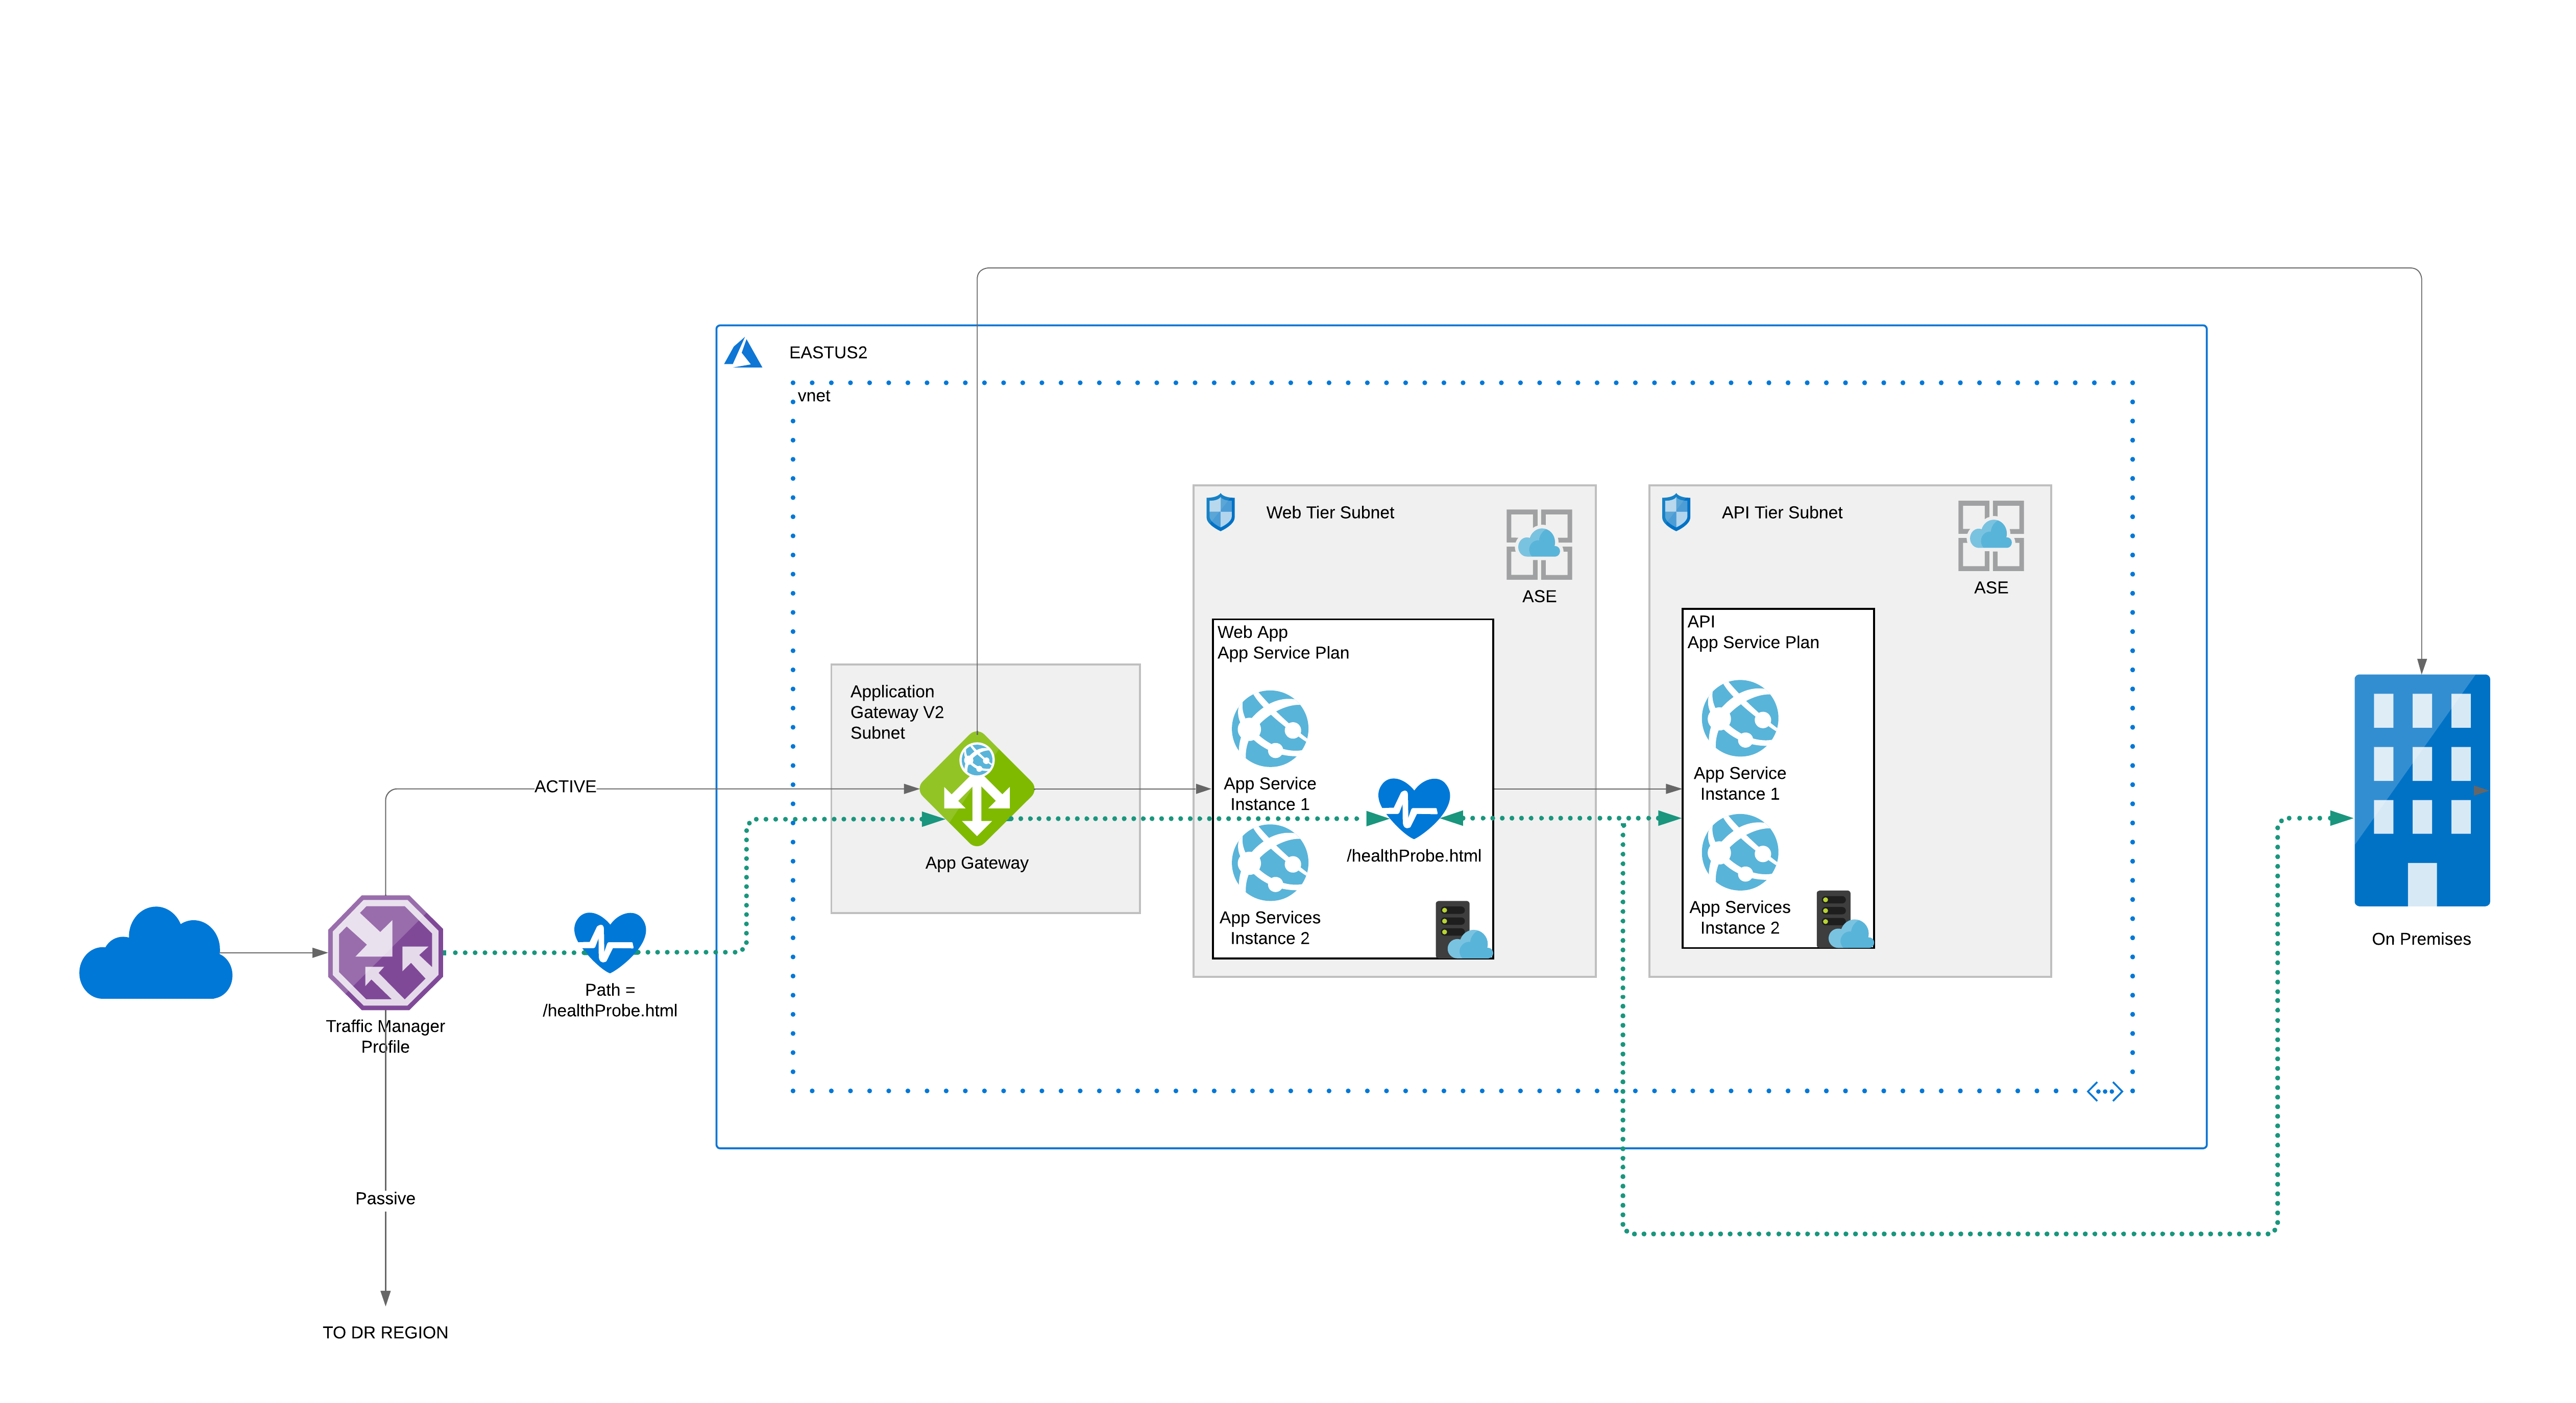 EASTUS2
vnet
Web Tier Subnet
ASE
API Tier Subnet
ASE
Web App
App Service Plan
API
App Service Plan
Application
Gateway V2
Subnet
App Service
Instance 1
App Service
Instance 1
ACTIVE
App Gateway
/healthProbe.html
App Services
Instance 2
App Services
Instance 2
On Premises
Path =
/healthProbe.html
Traffic Manager
Profile
Passive
TO DR REGION